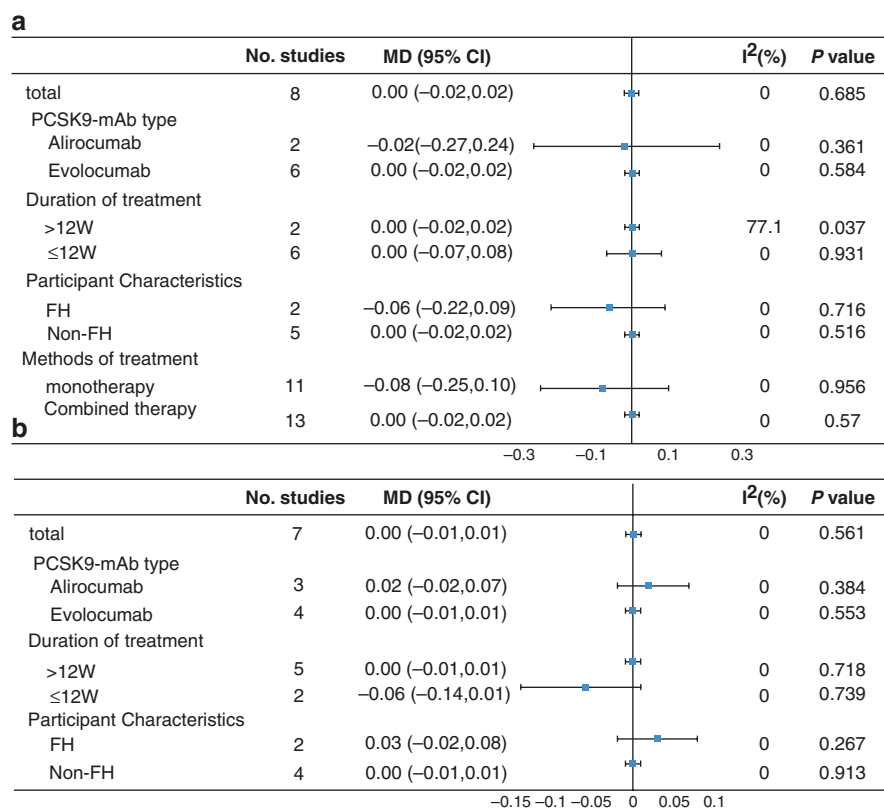 a
No. studies MD (95% CI) I²(%) P value
total 8 0.00 (–0.02,0.02) 0 0.685
PCSK9-mAb type
Alirocumab 2 –0.02(–0.27,0.24) 0 0.361
Evolocumab 6 0.00 (–0.02,0.02) 0 0.584
Duration of treatment
>12W 2 0.00 (–0.02,0.02) 77.1 0.037
≤12W 6 0.00 (–0.07,0.08) 0 0.931
Participant Characteristics
FH 2 –0.06 (–0.22,0.09) 0 0.716
Non-FH 5 0.00 (–0.02,0.02) 0 0.516
Methods of treatment
monotherapy 11 –0.08 (–0.25,0.10) 0 0.956
Combined therapy 13 0.00 (–0.02,0.02) 0 0.57
–0.3 –0.1 0.1 0.3
b
No. studies MD (95% CI) I²(%) P value
total 7 0.00 (–0.01,0.01) 0 0.561
PCSK9-mAb type
Alirocumab 3 0.02 (–0.02,0.07) 0 0.384
Evolocumab 4 0.00 (–0.01,0.01) 0 0.553
Duration of treatment
>12W 5 0.00 (–0.01,0.01) 0 0.718
≤12W 2 –0.06 (–0.14,0.01) 0 0.739
Participant Characteristics
FH 2 0.03 (–0.02,0.08) 0 0.267
Non-FH 4 0.00 (–0.01,0.01) 0 0.913
–0.15 –0.1 –0.05 0 0.05 0.1